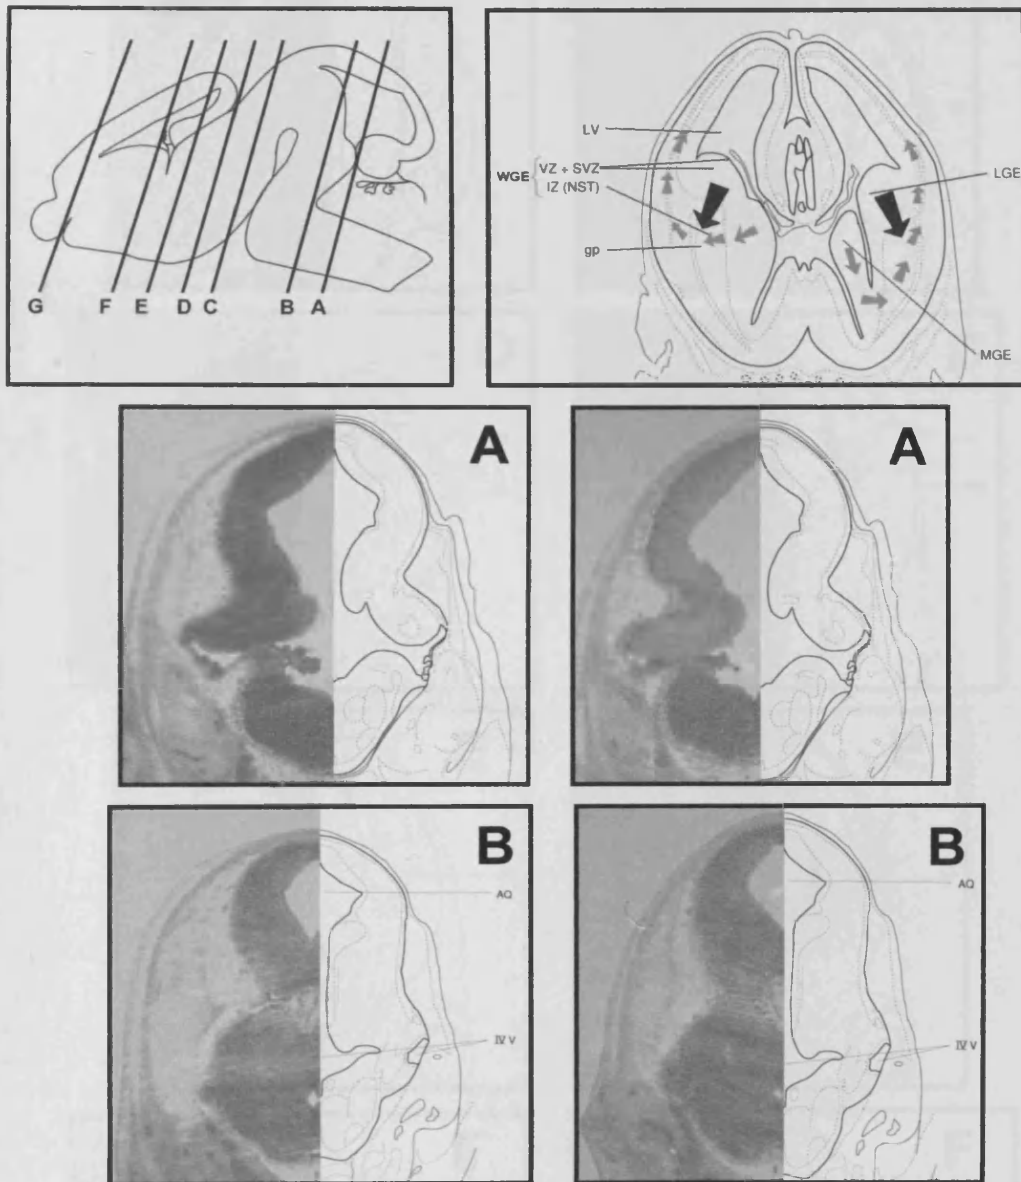 G F E D C B A
LV
WGE { VZ + SVZ
IZ (NST)
gp
LGE
MGE
A
A
B
AQ
IV V
B
AQ
IV V